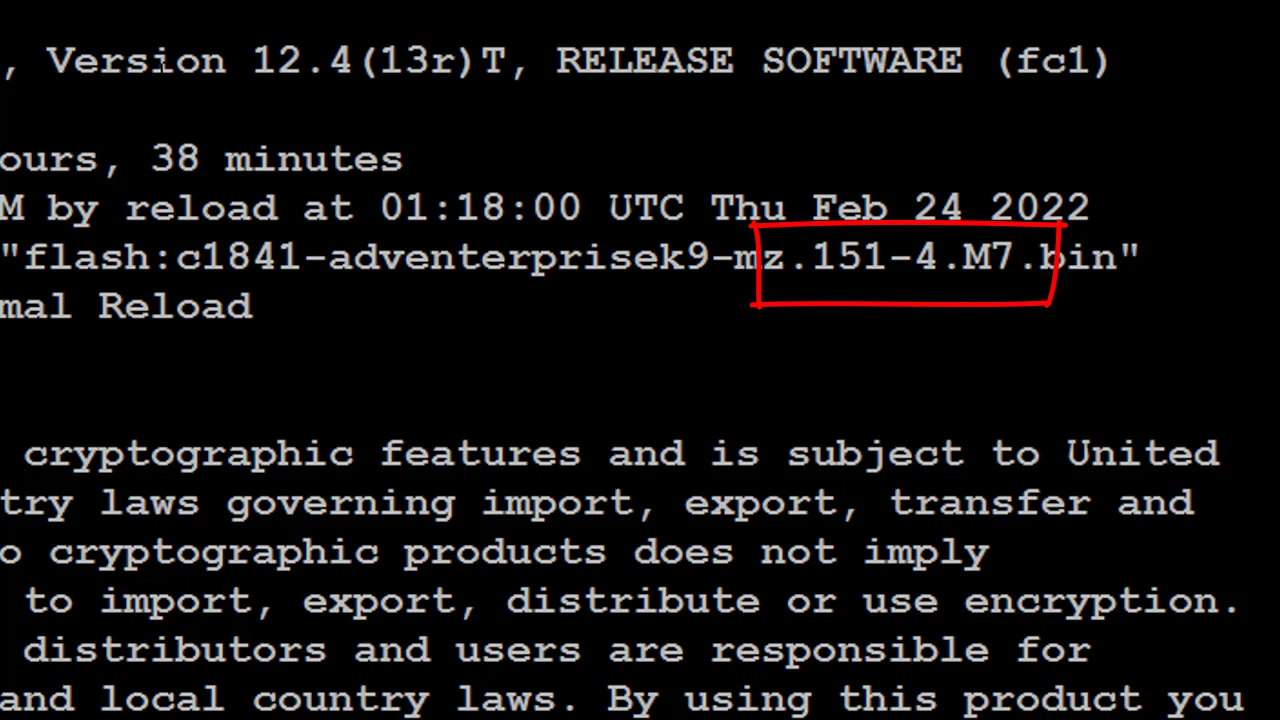 , Version 12.4(13r)T, RELEASE SOFTWARE (fc1)
ours, 38 minutes
M by reload at 01:18:00 UTC Thu Feb 24 2022
"flash:c1841-adventerprisek9-mz.151-4.M7.bin"
mal Reload
cryptographic features and is subject to United
try laws governing import, export, transfer and
o cryptographic products does not imply
to import, export, distribute or use encryption.
distributors and users are responsible for
and local country laws. By using this product you